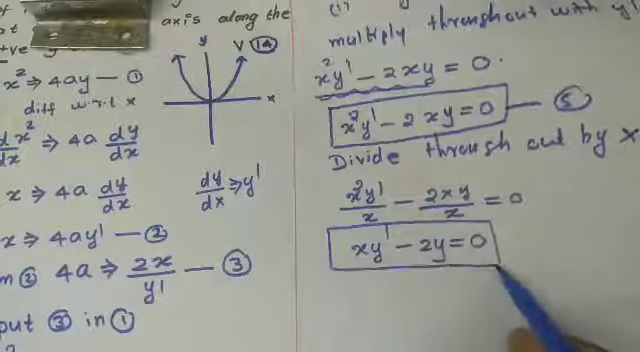 axis along the
y
V 14
x² ⇒ 4ay — ①
x
diff w.r.t x
d/dx x² ⇒ 4a dy/dx
x ⇒ 4a dy/dx
dy/dx ⇒ y'
x ⇒ 4ay' — ②
m ② 4a ⇒ 2x/y' — ③
put ③ in ①
multiply throughout with y'
x²y' - 2xy = 0.
x²y' - 2xy = 0 — ⑤
Divide through out by x
x²y'/x - 2xy/x = 0
xy' - 2y = 0